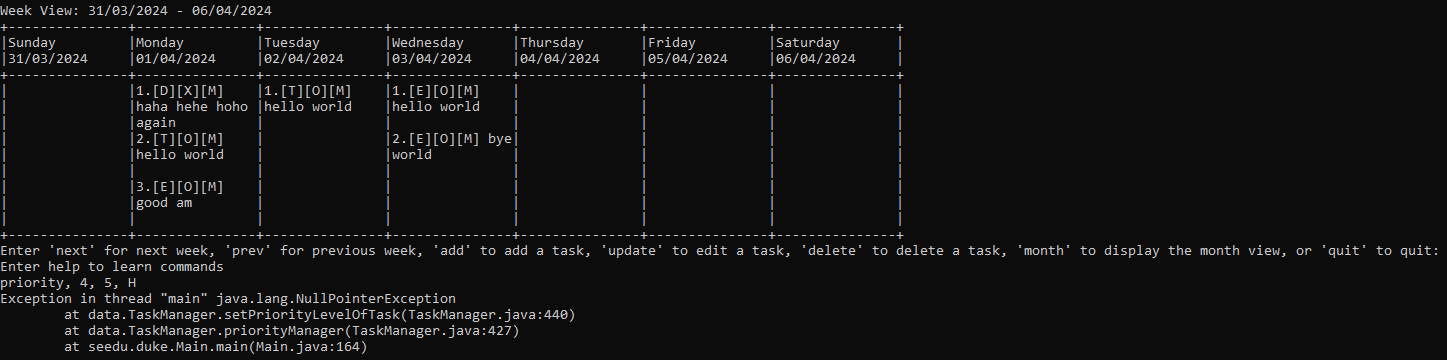 Week View: 31/03/2024 - 06/04/2024
+---------------+---------------+---------------+---------------+---------------+---------------+---------------+
|Sunday         |Monday         |Tuesday        |Wednesday      |Thursday       |Friday         |Saturday       |
|31/03/2024     |01/04/2024     |02/04/2024     |03/04/2024     |04/04/2024     |05/04/2024     |06/04/2024     |
+---------------+---------------+---------------+---------------+---------------+---------------+---------------+
|               |1.[D][X][M]    |1.[T][O][M]    |1.[E][O][M]    |               |               |               |
|               |haha hehe hoho |hello world    |hello world    |               |               |               |
|               |again          |               |               |               |               |               |
|               |2.[T][O][M]    |               |2.[E][O][M] bye|               |               |               |
|               |hello world    |               |world          |               |               |               |
|               |               |               |               |               |               |               |
|               |3.[E][O][M]    |               |               |               |               |               |
|               |good am        |               |               |               |               |               |
|               |               |               |               |               |               |               |
+---------------+---------------+---------------+---------------+---------------+---------------+---------------+
Enter 'next' for next week, 'prev' for previous week, 'add' to add a task, 'update' to edit a task, 'delete' to delete a task, 'month' to display the month view, or 'quit' to quit:
Enter help to learn commands
priority, 4, 5, H
Exception in thread "main" java.lang.NullPointerException
        at data.TaskManager.setPriorityLevelOfTask(TaskManager.java:440)
        at data.TaskManager.priorityManager(TaskManager.java:427)
        at seedu.duke.Main.main(Main.java:164)